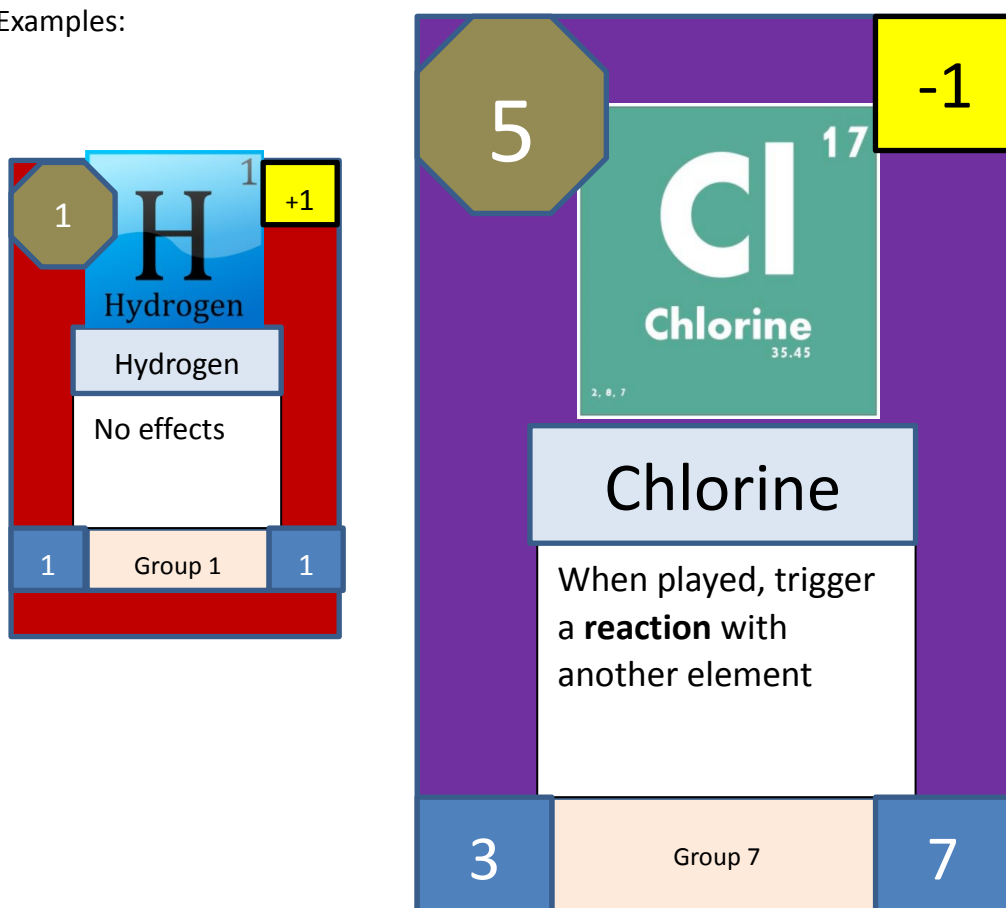 Examples:
1
1
+1
H
Hydrogen
Hydrogen
No effects
1
Group 1
1
5
-1
17
Cl
Chlorine
35.45
2, 8, 7
Chlorine
When played, trigger
a reaction with
another element
3
Group 7
7